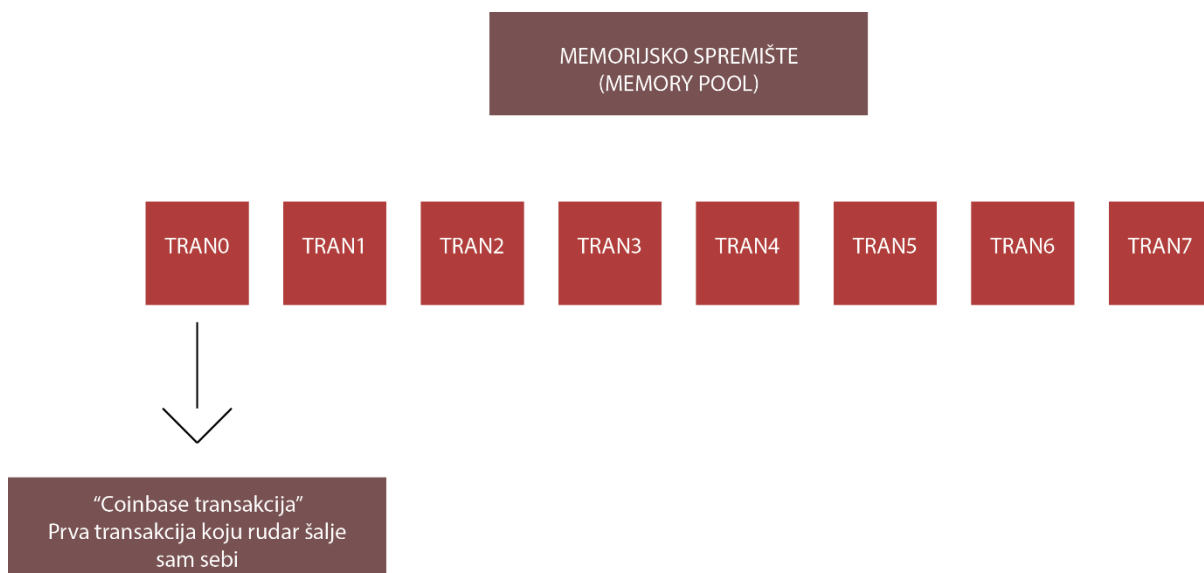 MEMORIJSKO SPREMIŠTE
(MEMORY POOL)
TRAN0
TRAN1
TRAN2
TRAN3
TRAN4
TRAN5
TRAN6
TRAN7
“Coinbase transakcija”
Prva transakcija koju rudar šalje
sam sebi